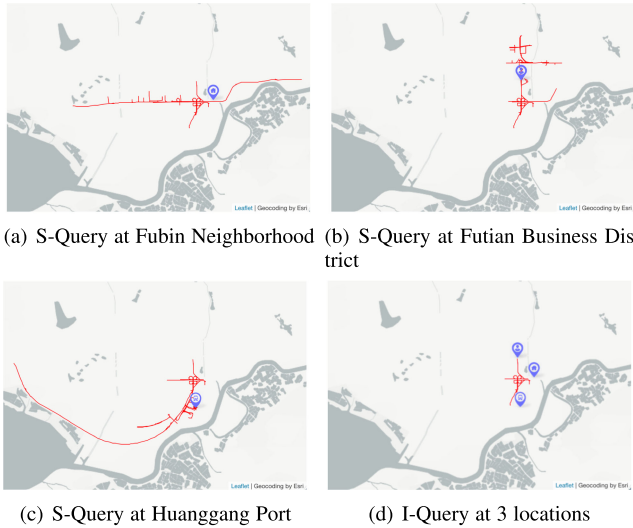 Leaflet | Geocoding by Esri
Leaflet | Geocoding by Esri
(a) S-Query at Fubin Neighborhood
(b) S-Query at Futian Business Dis
trict
Leaflet | Geocoding by Esri
Leaflet | Geocoding by Esri
(c) S-Query at Huanggang Port
(d) I-Query at 3 locations